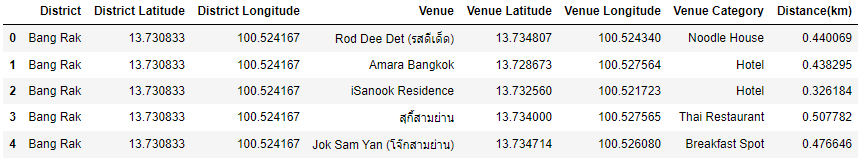 District District Latitude District Longitude Venue Venue Latitude Venue Longitude Venue Category Distance(km)
0 Bang Rak 13.730833 100.524167 Rod Dee Det (รสดีเด็ด) 13.734807 100.524340 Noodle House 0.440069
1 Bang Rak 13.730833 100.524167 Amara Bangkok 13.728673 100.527564 Hotel 0.438295
2 Bang Rak 13.730833 100.524167 iSanook Residence 13.732560 100.521723 Hotel 0.326184
3 Bang Rak 13.730833 100.524167 สุกี้สามย่าน 13.734000 100.527565 Thai Restaurant 0.507782
4 Bang Rak 13.730833 100.524167 Jok Sam Yan (โจ๊กสามย่าน) 13.734714 100.526080 Breakfast Spot 0.476646